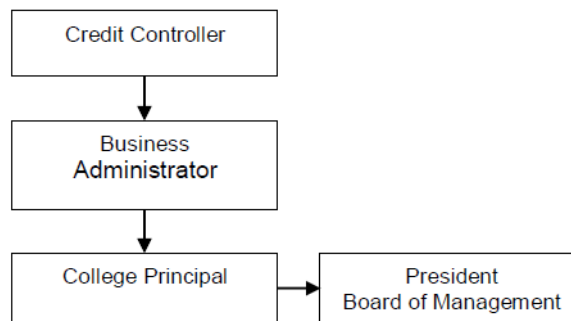 Credit Controller
Business
Administrator
College Principal
President
Board of Management